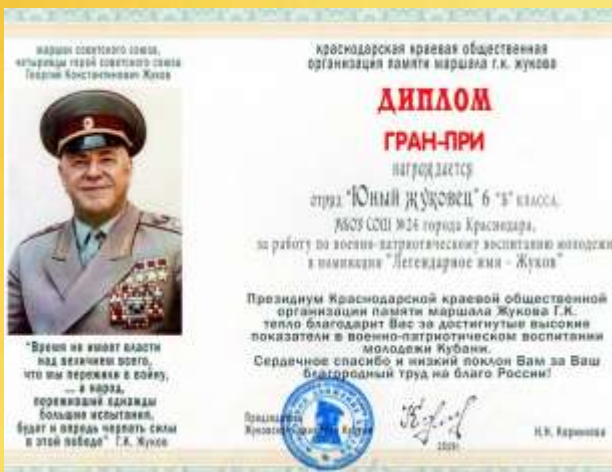 маршал советского союза,
четырежды герой советского союза
Георгий Константинович Жуков
"Время не имеет власти
над величием всего,
что мы пережили в войну,
... а народ,
переживший однажды
большие испытания,
будет и впредь черпать силы
в этой победе" Г.К. Жуков
краснодарская краевая общественная
организация памяти маршала г.к. жукова
ДИПЛОМ
ГРАН-ПРИ
награждается
отряд "Юный жуковец" 6 "Б" класса,
МБОУ СОШ №24 города Краснодара,
за работу по военно-патриотическому воспитанию молодежи
в номинации "Легендарное имя - Жуков"
Президиум Краснодарской краевой общественной
организации памяти маршала Жукова Г.К.
тепло благодарит Вас за достигнутые высокие
показатели в военно-патриотическом воспитании
молодежи Кубани.
Сердечное спасибо и низкий поклон Вам за Ваш
благородный труд на благо России!
Председатель
Жуковского